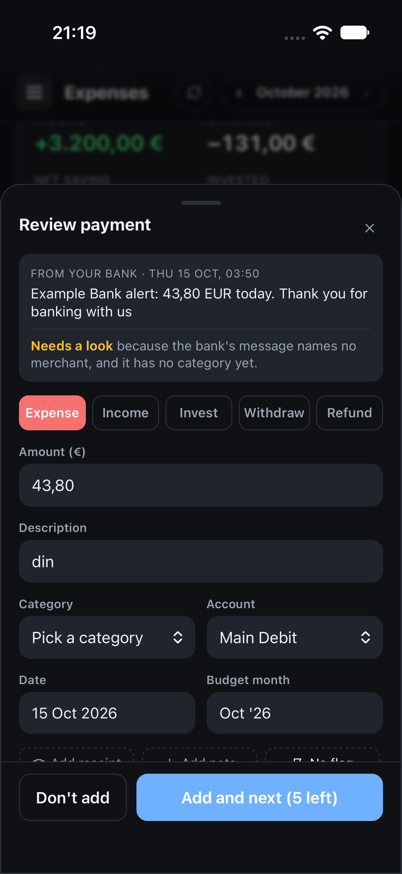 21:19
Expenses
October 2026
+3.200,00 €
−131,00 €
NET SAVING
INVESTED
Review payment
FROM YOUR BANK · THU 15 OCT, 03:50
Example Bank alert: 43,80 EUR today. Thank you for
banking with us
Needs a look because the bank's message names no
merchant, and it has no category yet.
Expense
Income
Invest
Withdraw
Refund
Amount (€)
43,80
Description
din
Category
Account
Pick a category
Main Debit
Date
Budget month
15 Oct 2026
Oct '26
Don't add
Add and next (5 left)